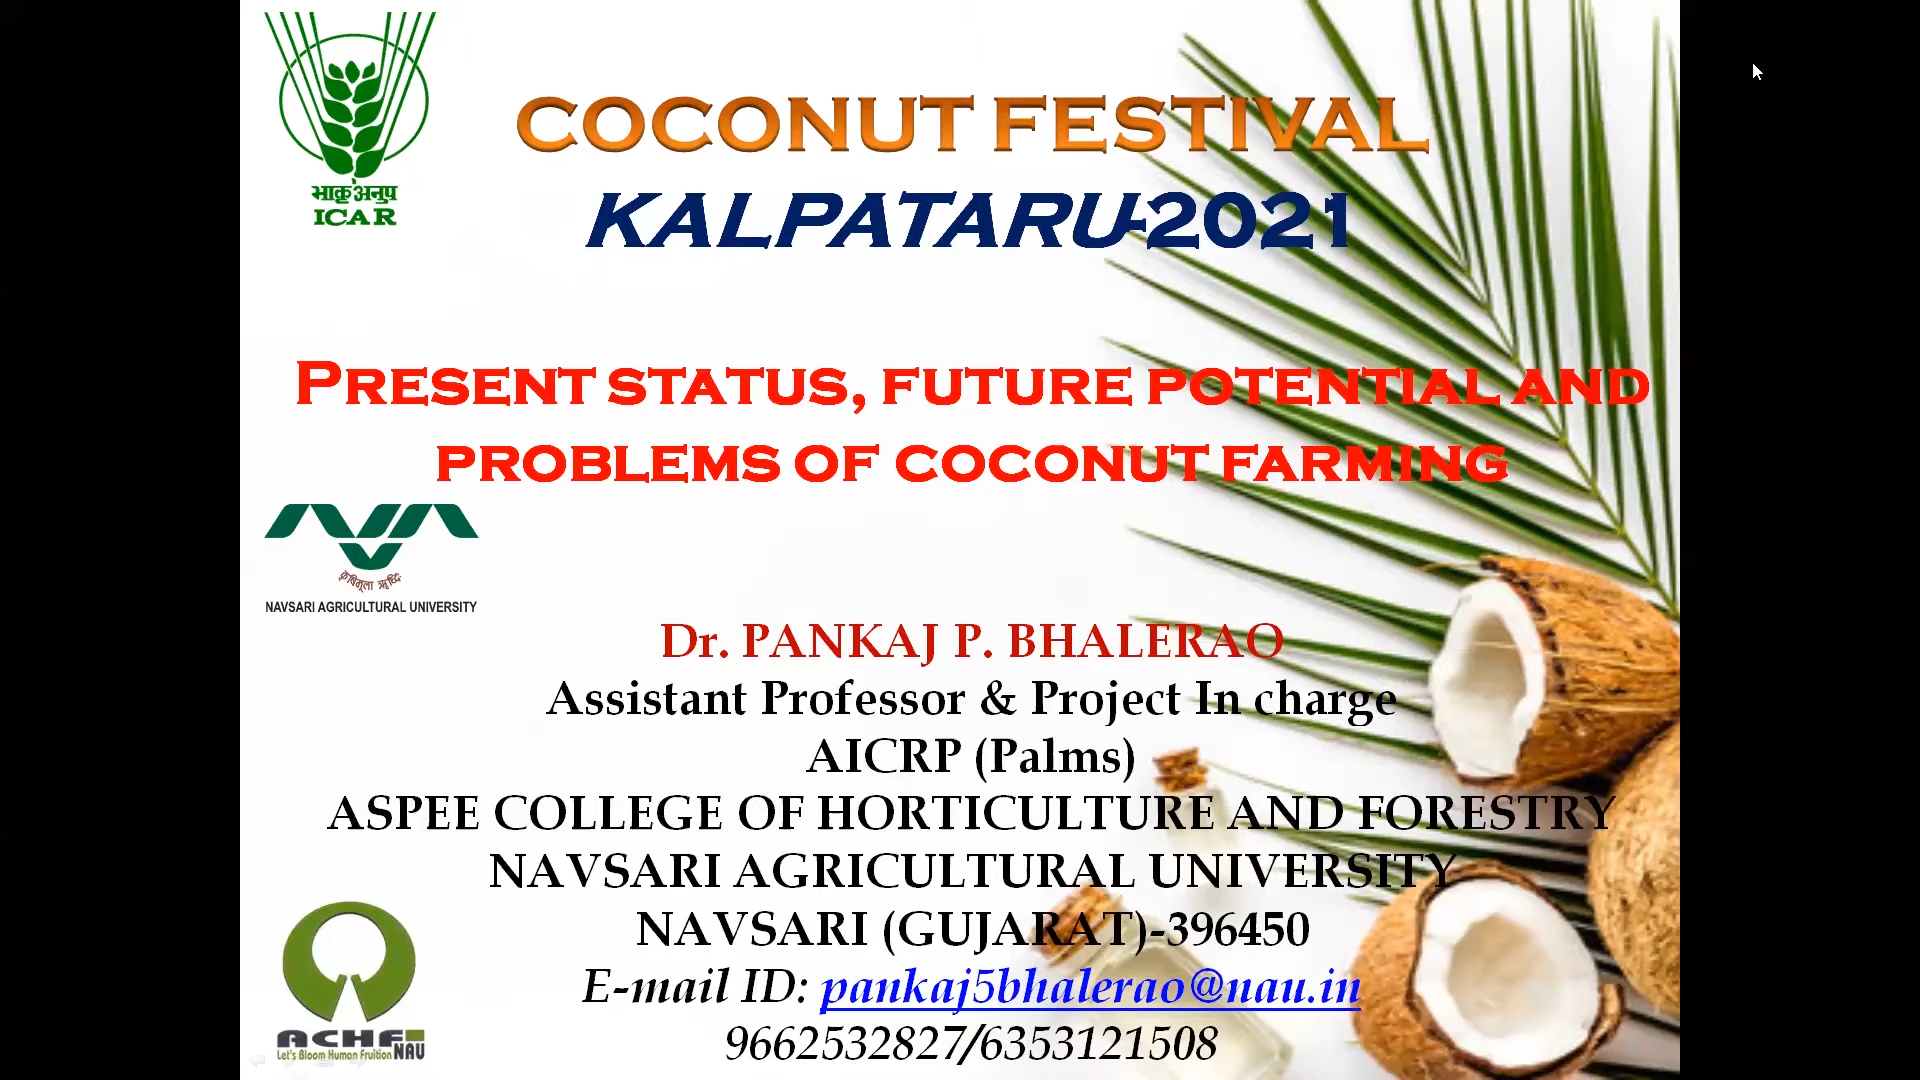 भाकृअनुप
ICAR
COCONUT FESTIVAL
KALPATARU-2021
PRESENT STATUS, FUTURE POTENTIAL AND
PROBLEMS OF COCONUT FARMING
कृषिमूला ऋद्धिः
NAVSARI AGRICULTURAL UNIVERSITY
Dr. PANKAJ P. BHALERAO
Assistant Professor & Project In charge
AICRP (Palms)
ASPEE COLLEGE OF HORTICULTURE AND FORESTRY
NAVSARI AGRICULTURAL UNIVERSITY
NAVSARI (GUJARAT)-396450
E-mail ID: pankaj5bhalerao@nau.in
9662532827/6353121508
ACHF
Let's Bloom Human Fruition NAU